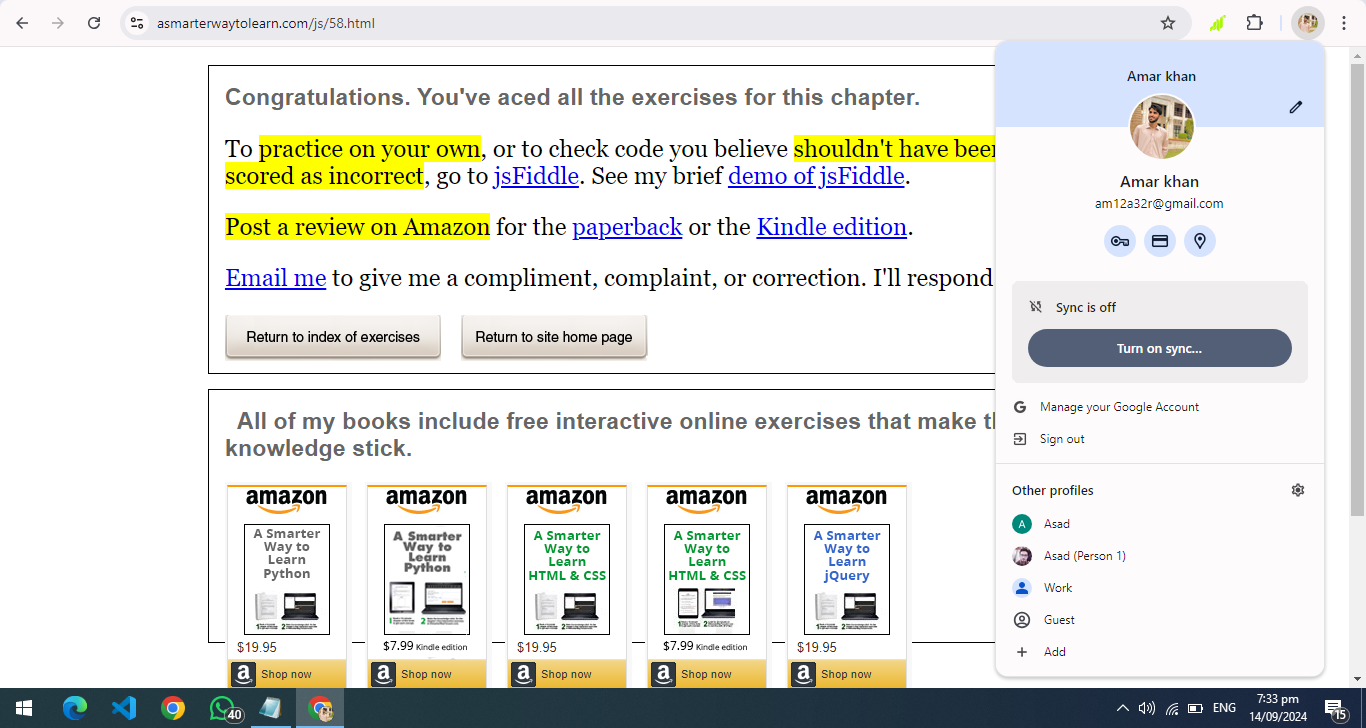 asmarterwaytolearn.com/js/58.html
Congratulations. You've aced all the exercises for this chapter.
To practice on your own, or to check code you believe shouldn't have been
scored as incorrect, go to jsFiddle. See my brief demo of jsFiddle.
Post a review on Amazon for the paperback or the Kindle edition.
Email me to give me a compliment, complaint, or correction. I'll respond
Return to index of exercises
Return to site home page
All of my books include free interactive online exercises that make th
knowledge stick.
amazon
A Smarter
Way to
Learn
Python
$19.95
Shop now
amazon
A Smarter
Way to
Learn
Python
$7.99 Kindle edition
Shop now
amazon
A Smarter
Way to
Learn
HTML & CSS
$19.95
Shop now
amazon
A Smarter
Way to
Learn
HTML & CSS
$7.99 Kindle edition
Shop now
amazon
A Smarter
Way to
Learn
jQuery
$19.95
Shop now
Amar khan
Amar khan
am12a32r@gmail.com
Sync is off
Turn on sync...
Manage your Google Account
Sign out
Other profiles
A Asad
Asad (Person 1)
Work
Guest
Add
40
ENG
7:33 pm
14/09/2024
15